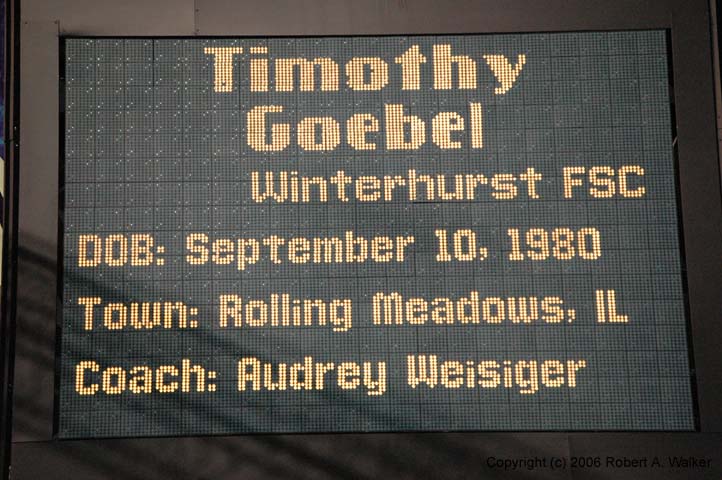 Timothy
Goebel
Winterhurst FSC
DOB: September 10, 1980
Town: Rolling Meadows, IL
Coach: Audrey Weisiger
Copyright (c) 2006 Robert A. Walker